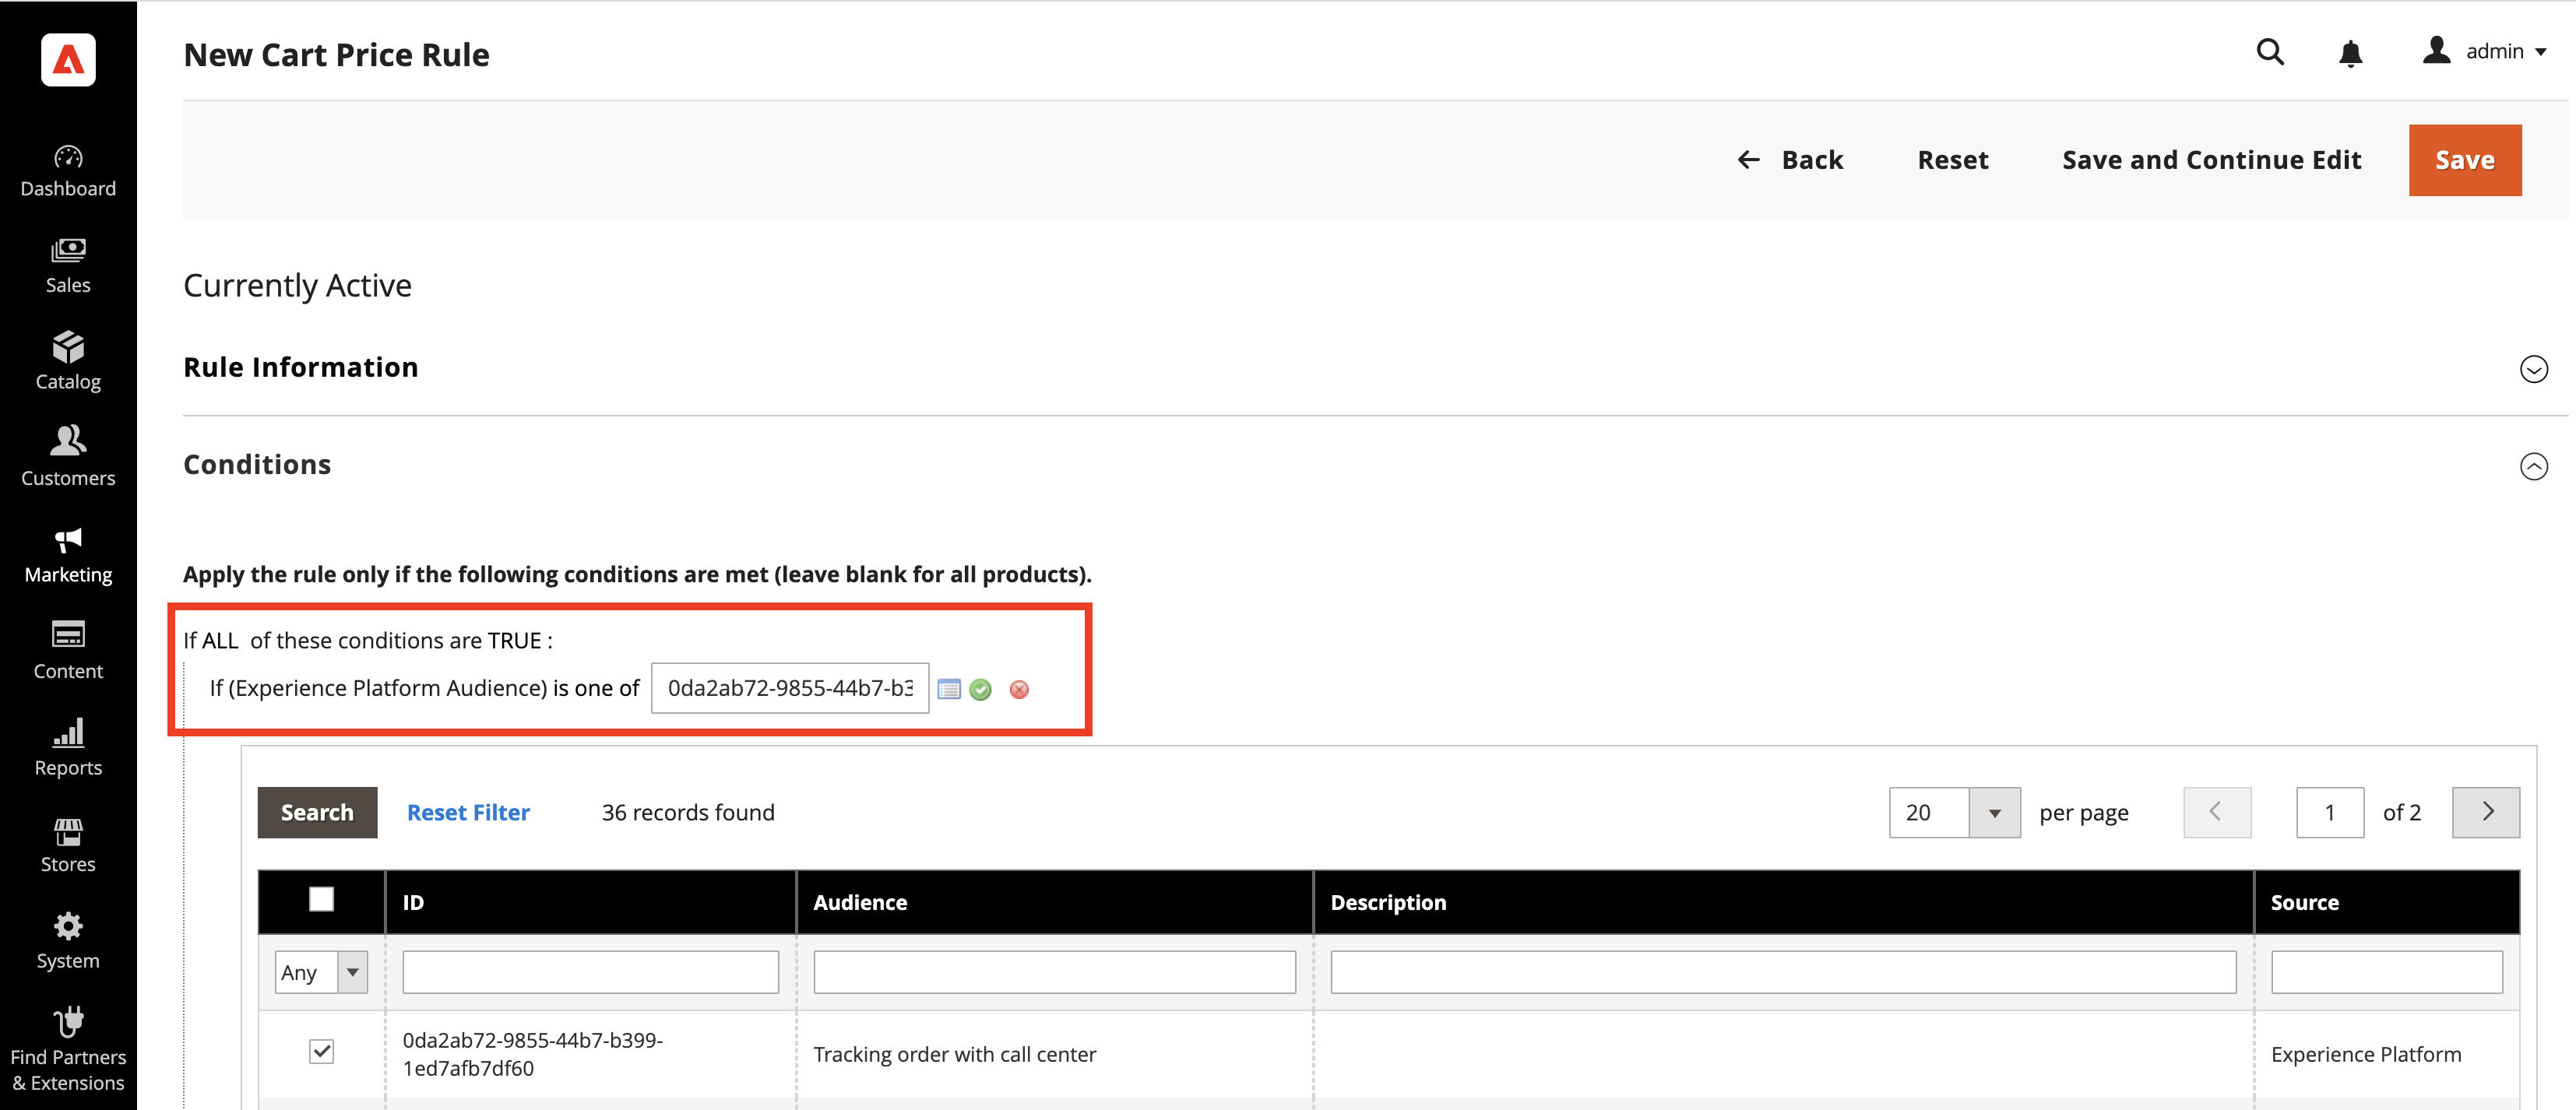 New Cart Price Rule
admin
Back
Reset
Save and Continue Edit
Save
Dashboard
Sales
Catalog
Customers
Marketing
Content
Reports
Stores
System
Find Partners
& Extensions
Currently Active
Rule Information
Conditions
Apply the rule only if the following conditions are met (leave blank for all products).
If ALL of these conditions are TRUE :
If (Experience Platform Audience) is one of 0da2ab72-9855-44b7-b3
Search Reset Filter 36 records found 20 per page 1 of 2
ID Audience Description Source
Any
0da2ab72-9855-44b7-b399-
1ed7afb7df60
Tracking order with call center
Experience Platform